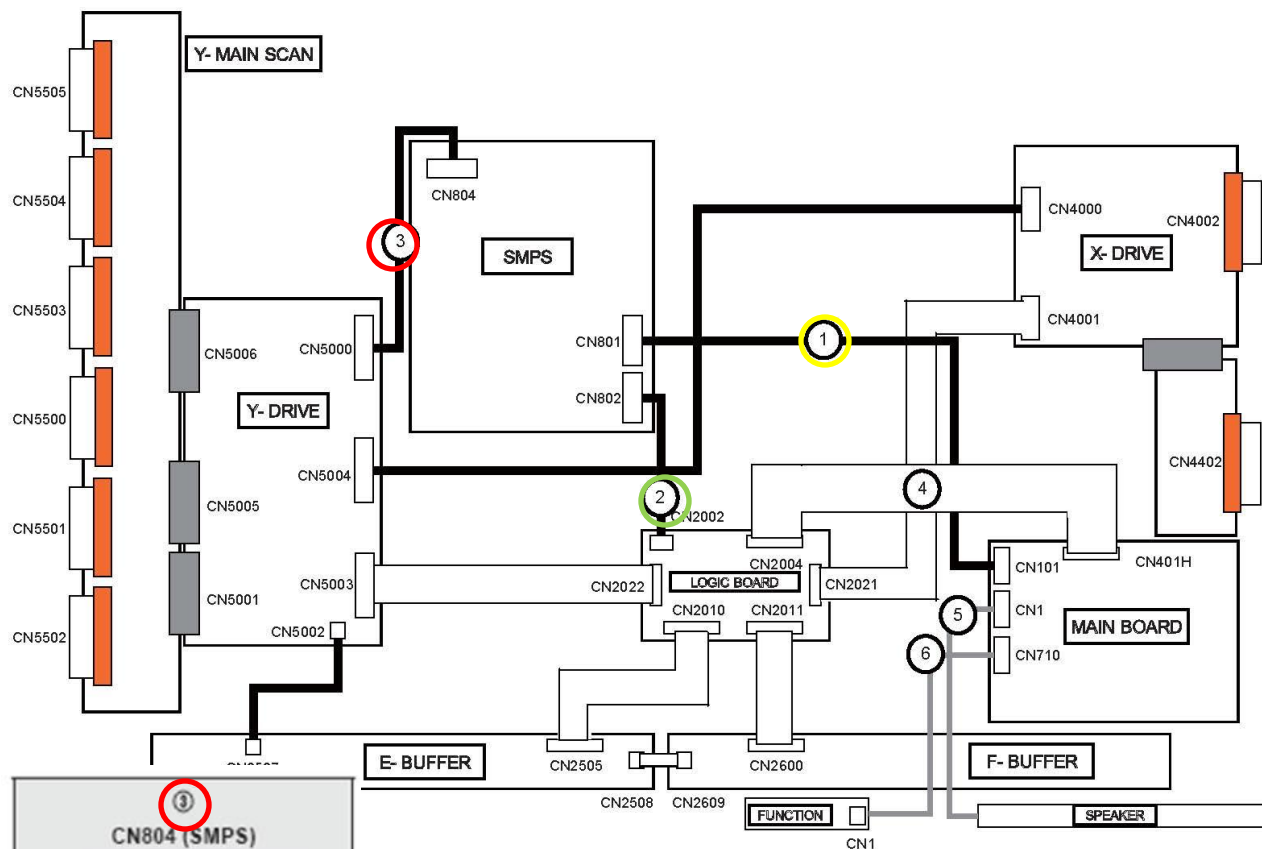 Y- MAIN SCAN
CN5505
CN5504
CN5503
CN5500
CN5501
CN5502
CN5006
CN5005
CN5001
Y- DRIVE
CN5000
CN5004
CN5003
CN5002
CN804
3
SMPS
CN801
CN802
1
2
CN2002
CN4000
CN4002
X- DRIVE
CN4001
CN4402
4
CN2004
LOGIC BOARD
CN2022
CN2021
CN2010
CN2011
CN401H
CN101
CN1
CN710
MAIN BOARD
5
6
E- BUFFER
CN2505
CN2508
CN2609
CN2600
F- BUFFER
FUNCTION
CN1
SPEAKER
③
CN804 (SMPS)